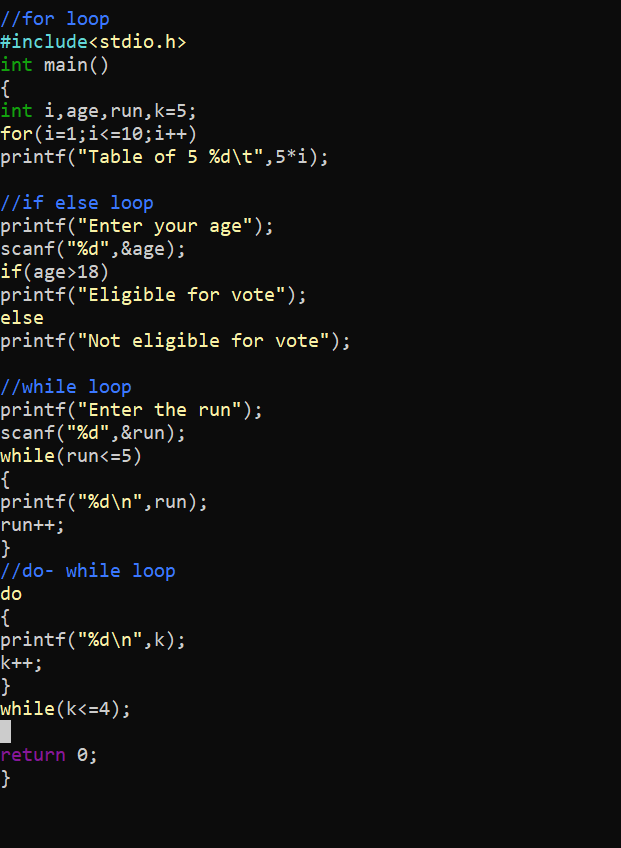 //for loop
#include<stdio.h>
int main()
{
int i,age,run,k=5;
for(i=1;i<=10;i++)
printf("Table of 5 %d\t",5*i);
//if else loop
printf("Enter your age");
scanf("%d",&age);
if(age>18)
printf("Eligible for vote");
else
printf("Not eligible for vote");
//while loop
printf("Enter the run");
scanf("%d",&run);
while(run<=5)
{
printf("%d\n",run);
run++;
}
//do- while loop
do
{
printf("%d\n",k);
k++;
}
while(k<=4);
return 0;
}